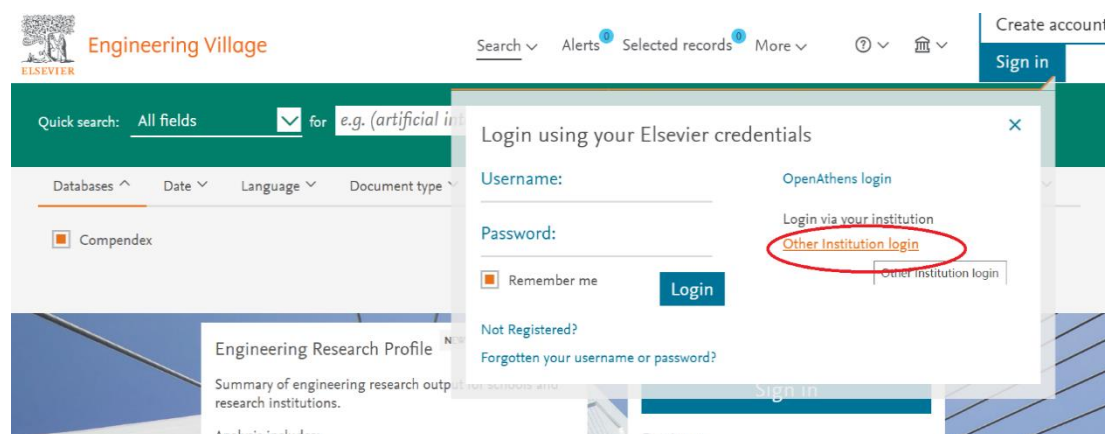 Create account
Engineering Village
Search Alerts 0 Selected records 0 More
Sign in
ELSEVIER
Quick search: All fields for e.g. (artificial int
Login using your Elsevier credentials
Databases Date Language Document type
Username:
OpenAthens login
Login via your institution
Password:
Other Institution login
Compendex
Other Institution login
Remember me
Login
Not Registered?
Engineering Research Profile
Forgotten your username or password?
Summary of engineering research output for schools and
research institutions.
Sign in